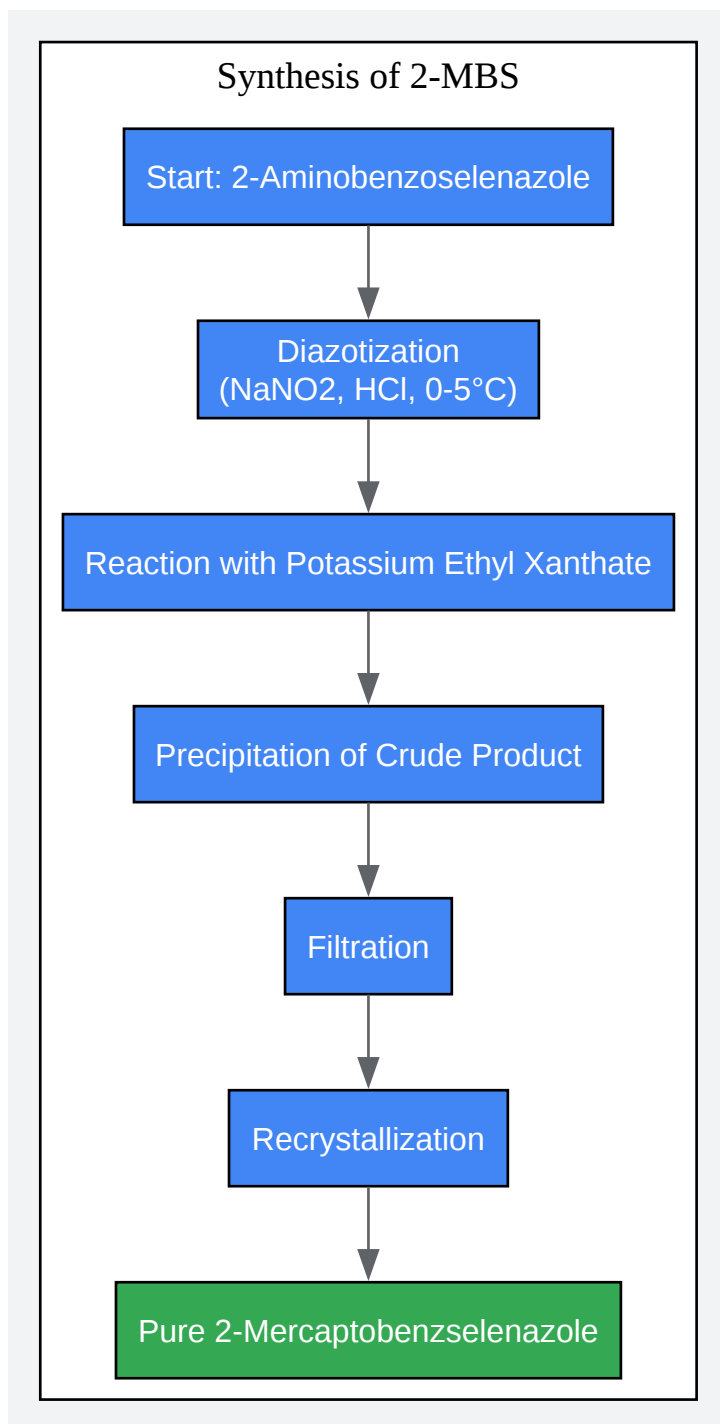 Synthesis of 2-MBS
Start: 2-Aminobenzoselenazole
Diazotization
(NaNO2, HCl, 0-5°C)
Reaction with Potassium Ethyl Xanthate
Precipitation of Crude Product
Filtration
Recrystallization
Pure 2-Mercaptobenzselenazole